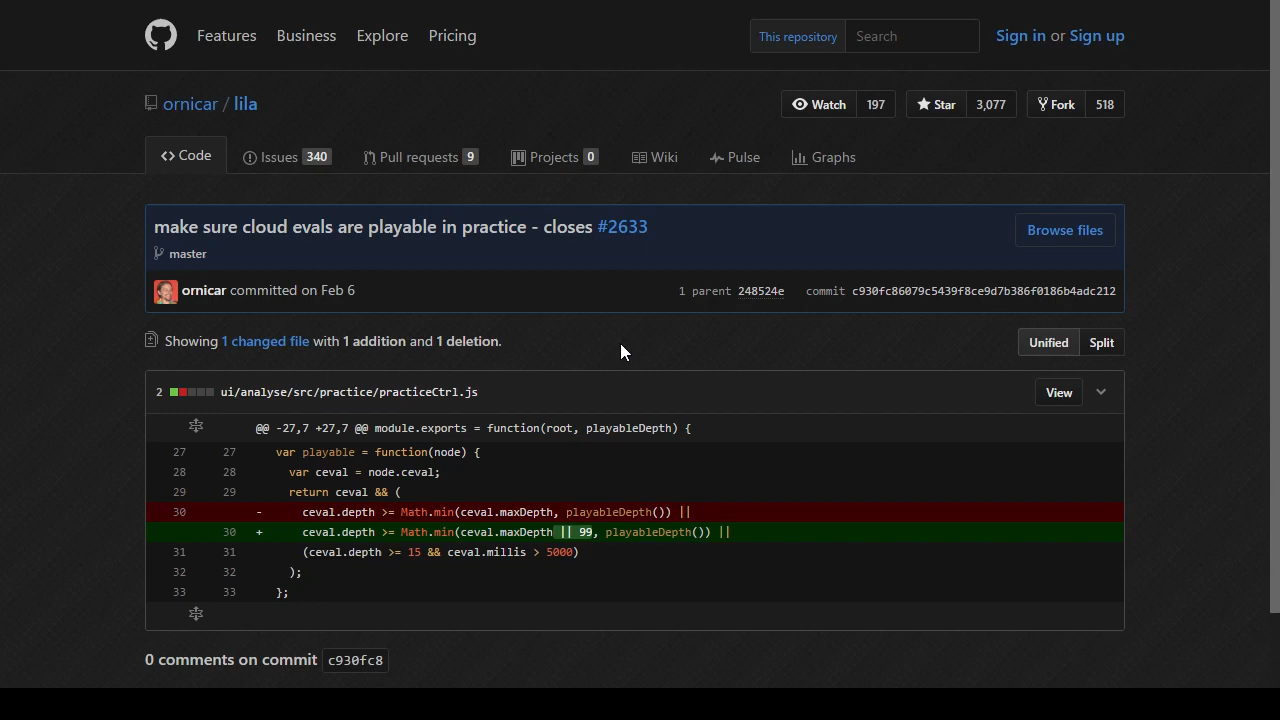 Features Business Explore Pricing This repository Search Sign in or Sign up
ornicar / lila Watch 197 Star 3,077 Fork 518
<> Code Issues 340 Pull requests 9 Projects 0 Wiki Pulse Graphs
make sure cloud evals are playable in practice - closes #2633 Browse files
master
ornicar committed on Feb 6 1 parent 248524e commit c930fc86079c5439f8ce9d7b386f0186b4adc212
Showing 1 changed file with 1 addition and 1 deletion. Unified Split
2 ui/analyse/src/practice/practiceCtrl.js View
@@ -27,7 +27,7 @@ module.exports = function(root, playableDepth) {
27 27 var playable = function(node) {
28 28 var ceval = node.ceval;
29 29 return ceval && (
30 - ceval.depth >= Math.min(ceval.maxDepth, playableDepth()) ||
30 + ceval.depth >= Math.min(ceval.maxDepth || 99, playableDepth()) ||
31 31 (ceval.depth >= 15 && ceval.millis > 5000)
32 32 );
33 33 };
0 comments on commit c930fc8